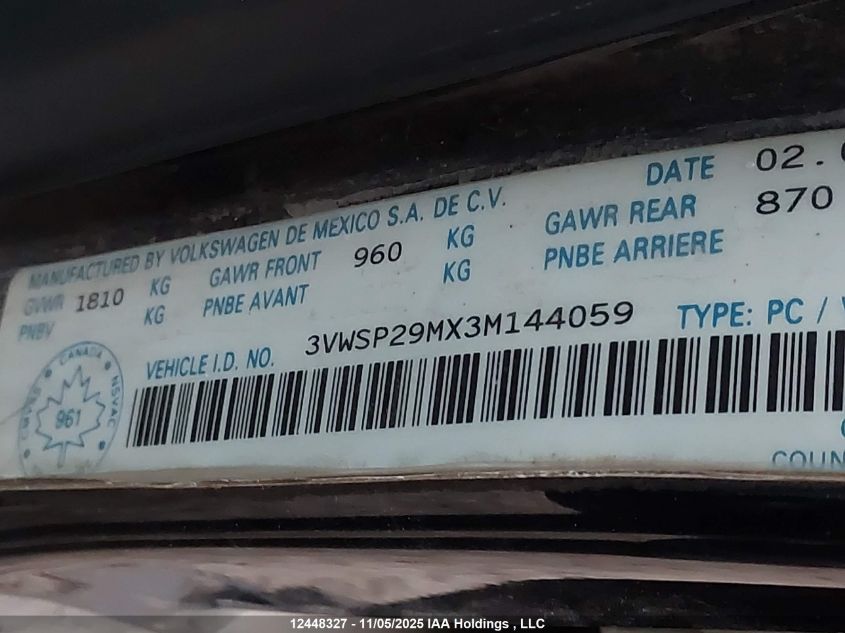 DATE 02.
MANUFACTURED BY VOLKSWAGEN DE MEXICO S.A. DE C.V.
GVWR 1810 KG GAWR FRONT 960 KG GAWR REAR 870
PNBV KG PNBE AVANT KG PNBE ARRIERE
VEHICLE I.D. NO. 3VWSP29MX3M144059 TYPE: PC /
CANADA
NSVAC
961
COUN
12448327 - 11/05/2025 IAA Holdings , LLC